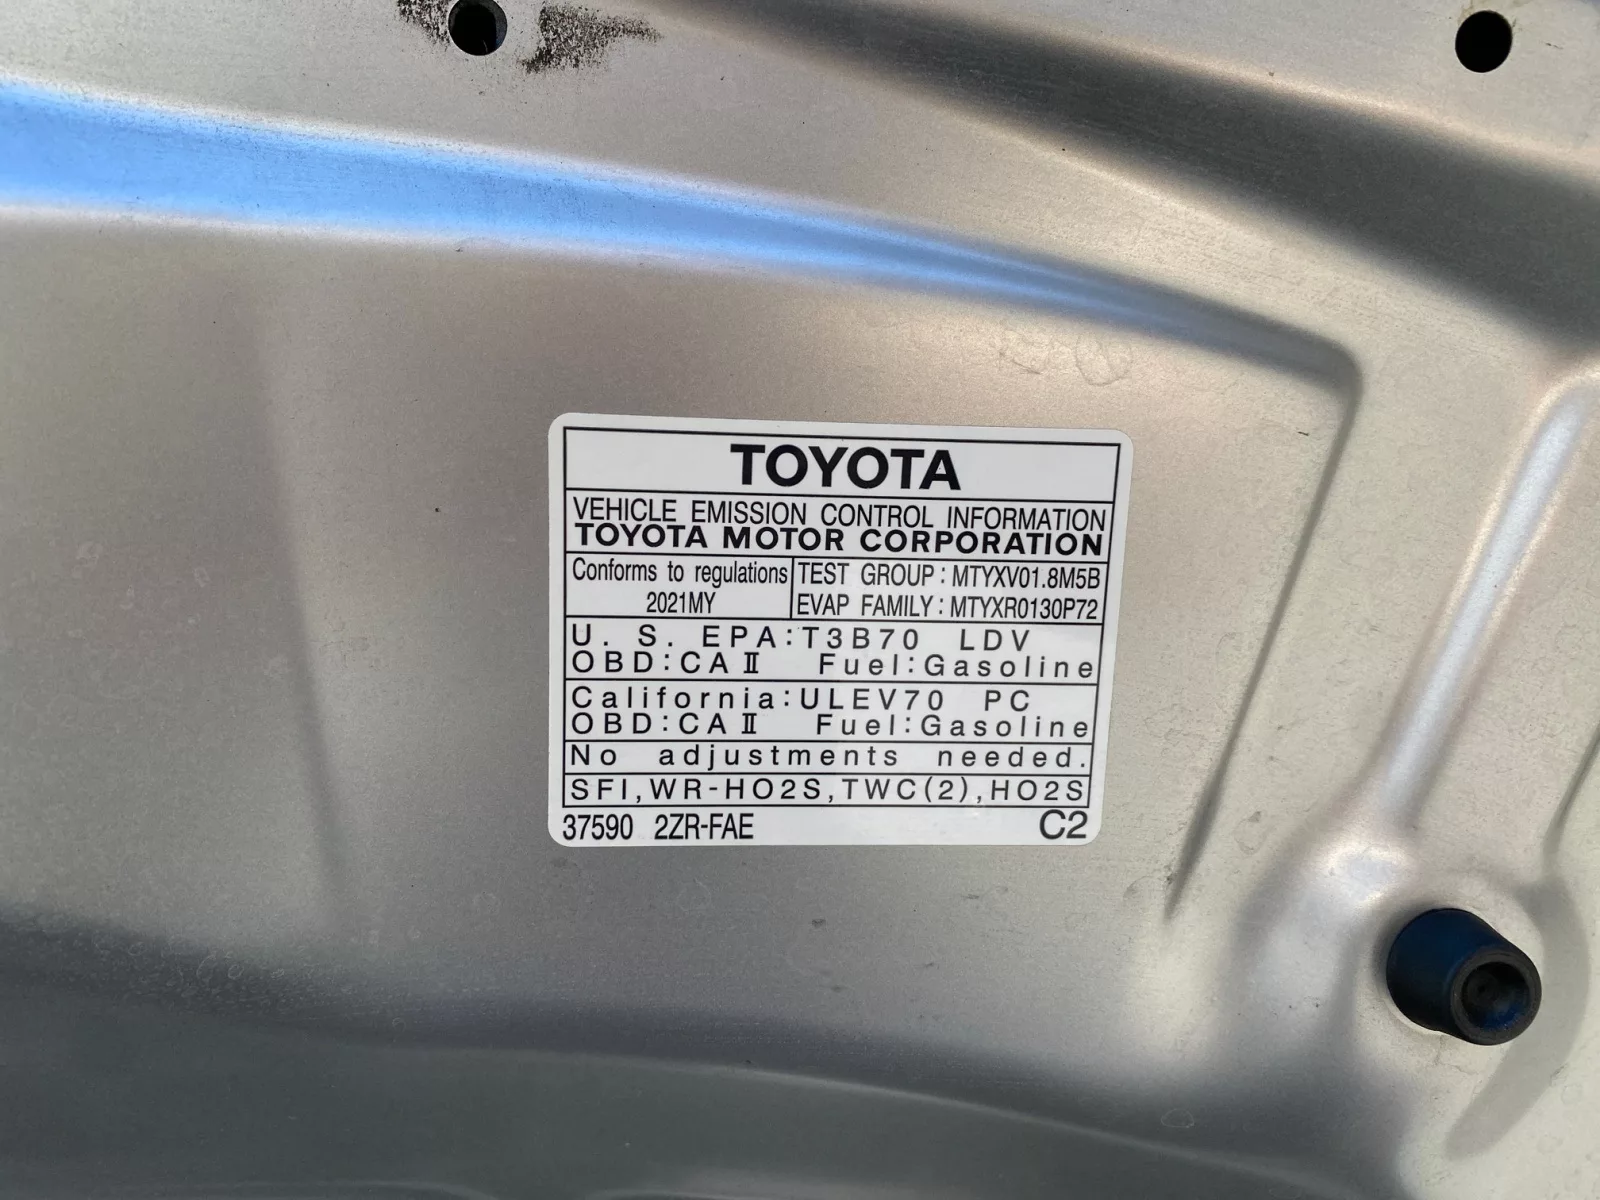 TOYOTA
VEHICLE EMISSION CONTROL INFORMATION
TOYOTA MOTOR CORPORATION
Conforms to regulations
2021MY
TEST GROUP : MTYXV01.8M5B
EVAP FAMILY : MTYXR0130P72
U. S. EPA:T3B70 LDV
OBD:CAⅡ Fuel:Gasoline
California:ULEV70 PC
OBD:CAⅡ Fuel:Gasoline
No adjustments needed.
SFI,WR-HO2S,TWC(2),HO2S
37590 2ZR-FAE C2